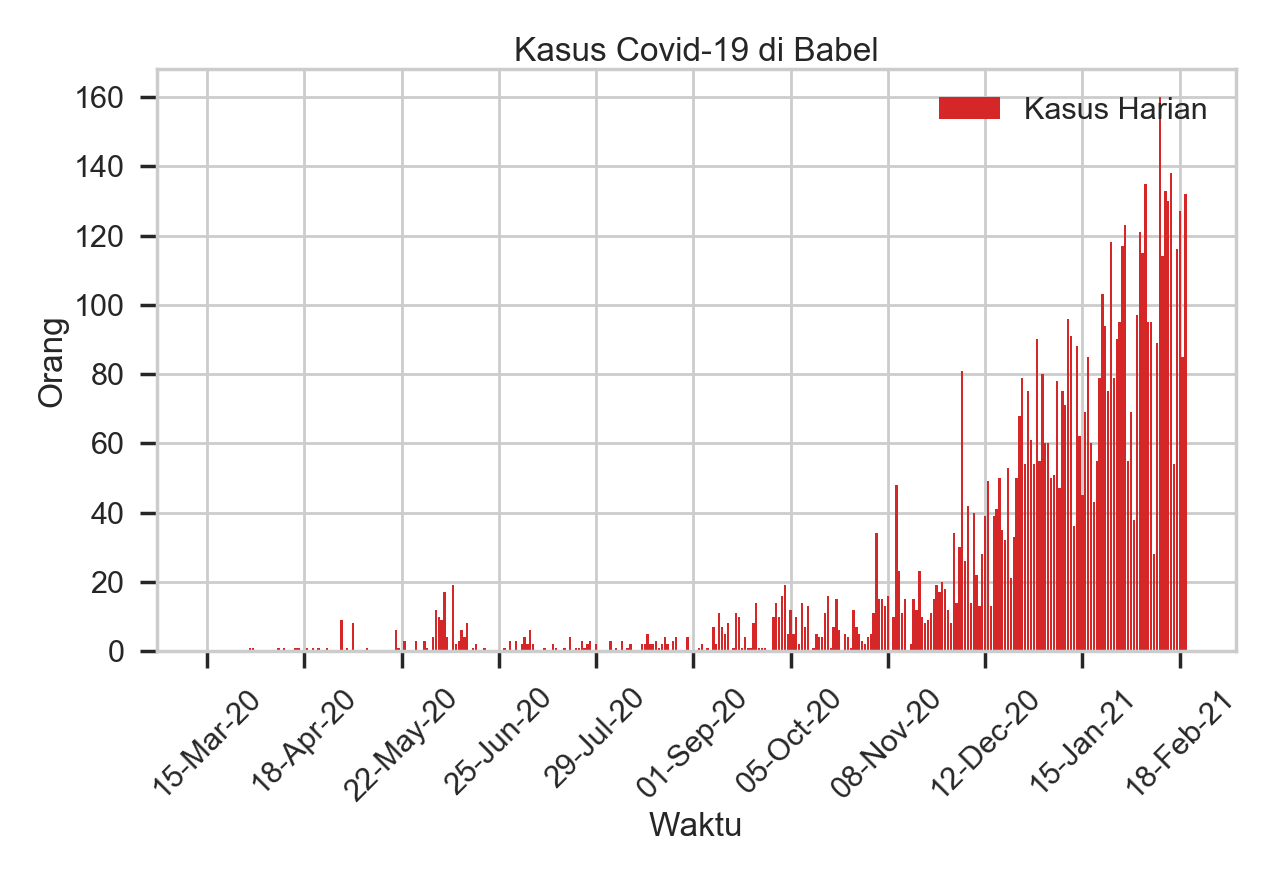 Kasus Covid-19 di Babel
Kasus Harian
160
140
120
100
80
60
40
20
0
Orang
15-Mar-20
18-Apr-20
22-May-20
25-Jun-20
29-Jul-20
01-Sep-20
05-Oct-20
08-Nov-20
12-Dec-20
15-Jan-21
18-Feb-21
Waktu